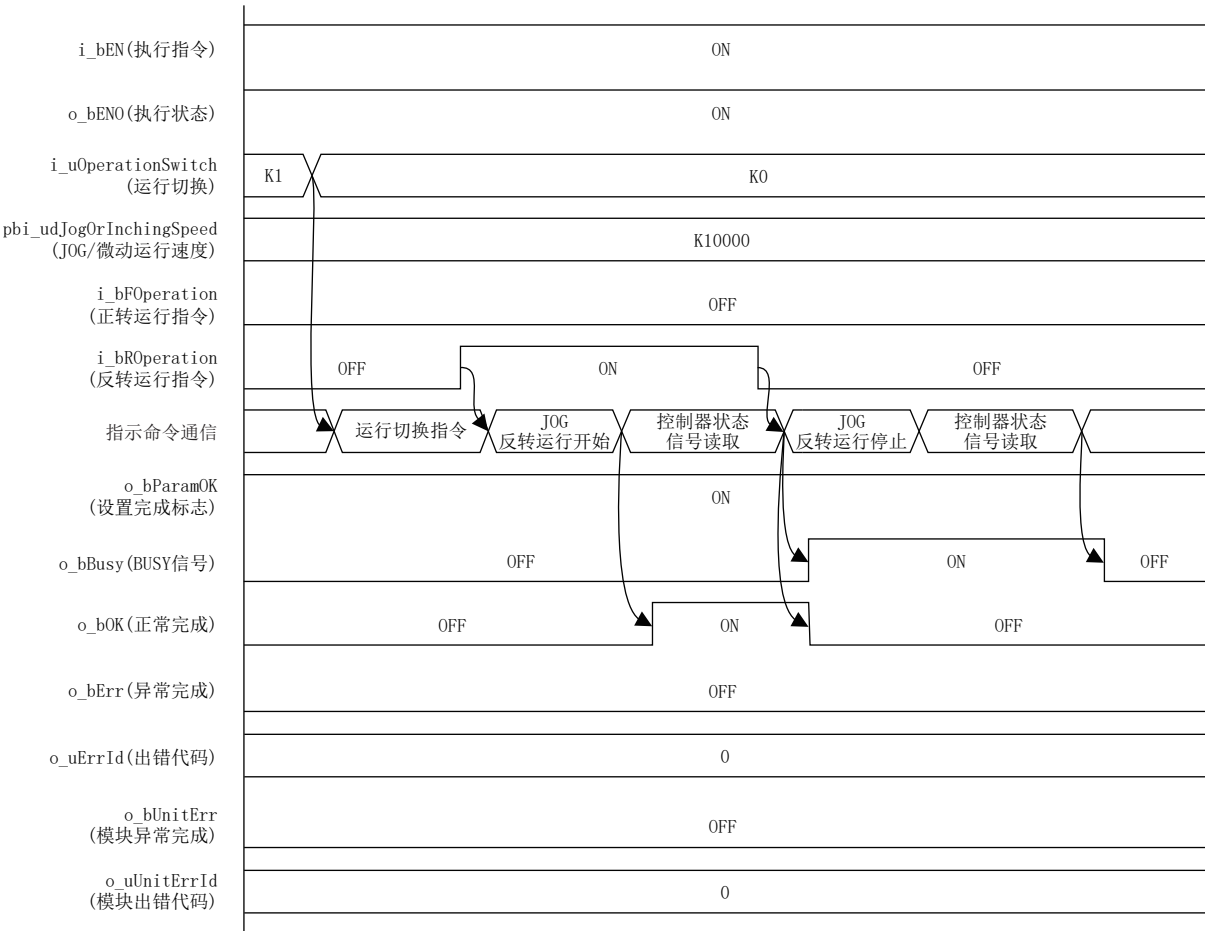 i_bEN(执行指令)
ON
o_bENO(执行状态)
ON
i_uOperationSwitch
(运行切换)
K1
K0
pbi_udJogOrInchingSpeed
(JOG/微动运行速度)
K10000
i_bFOperation
(正转运行指令)
OFF
i_bROperation
(反转运行指令)
OFF
ON
OFF
指示命令通信
运行切换指令
JOG
反转运行开始
控制器状态
信号读取
JOG
反转运行停止
控制器状态
信号读取
o_bParamOK
(设置完成标志)
ON
o_bBusy(BUSY信号)
OFF
ON
OFF
o_bOK(正常完成)
OFF
ON
OFF
o_bErr(异常完成)
OFF
o_uErrId(出错代码)
0
o_bUnitErr
(模块异常完成)
OFF
o_uUnitErrId
(模块出错代码)
0